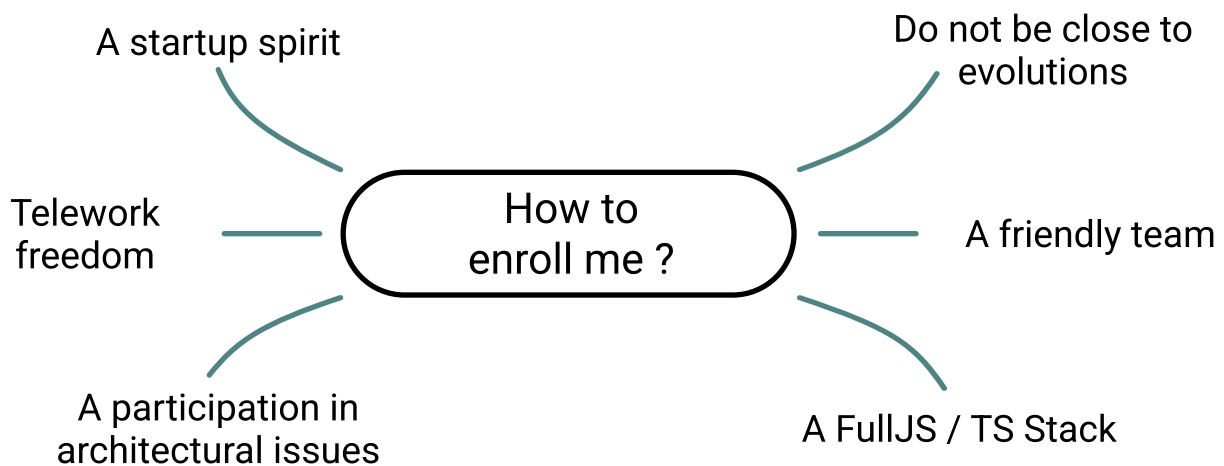 A startup spirit
Do not be close to
evolutions
Telework
freedom
How to
enroll me ?
A friendly team
A participation in
architectural issues
A FullJS / TS Stack